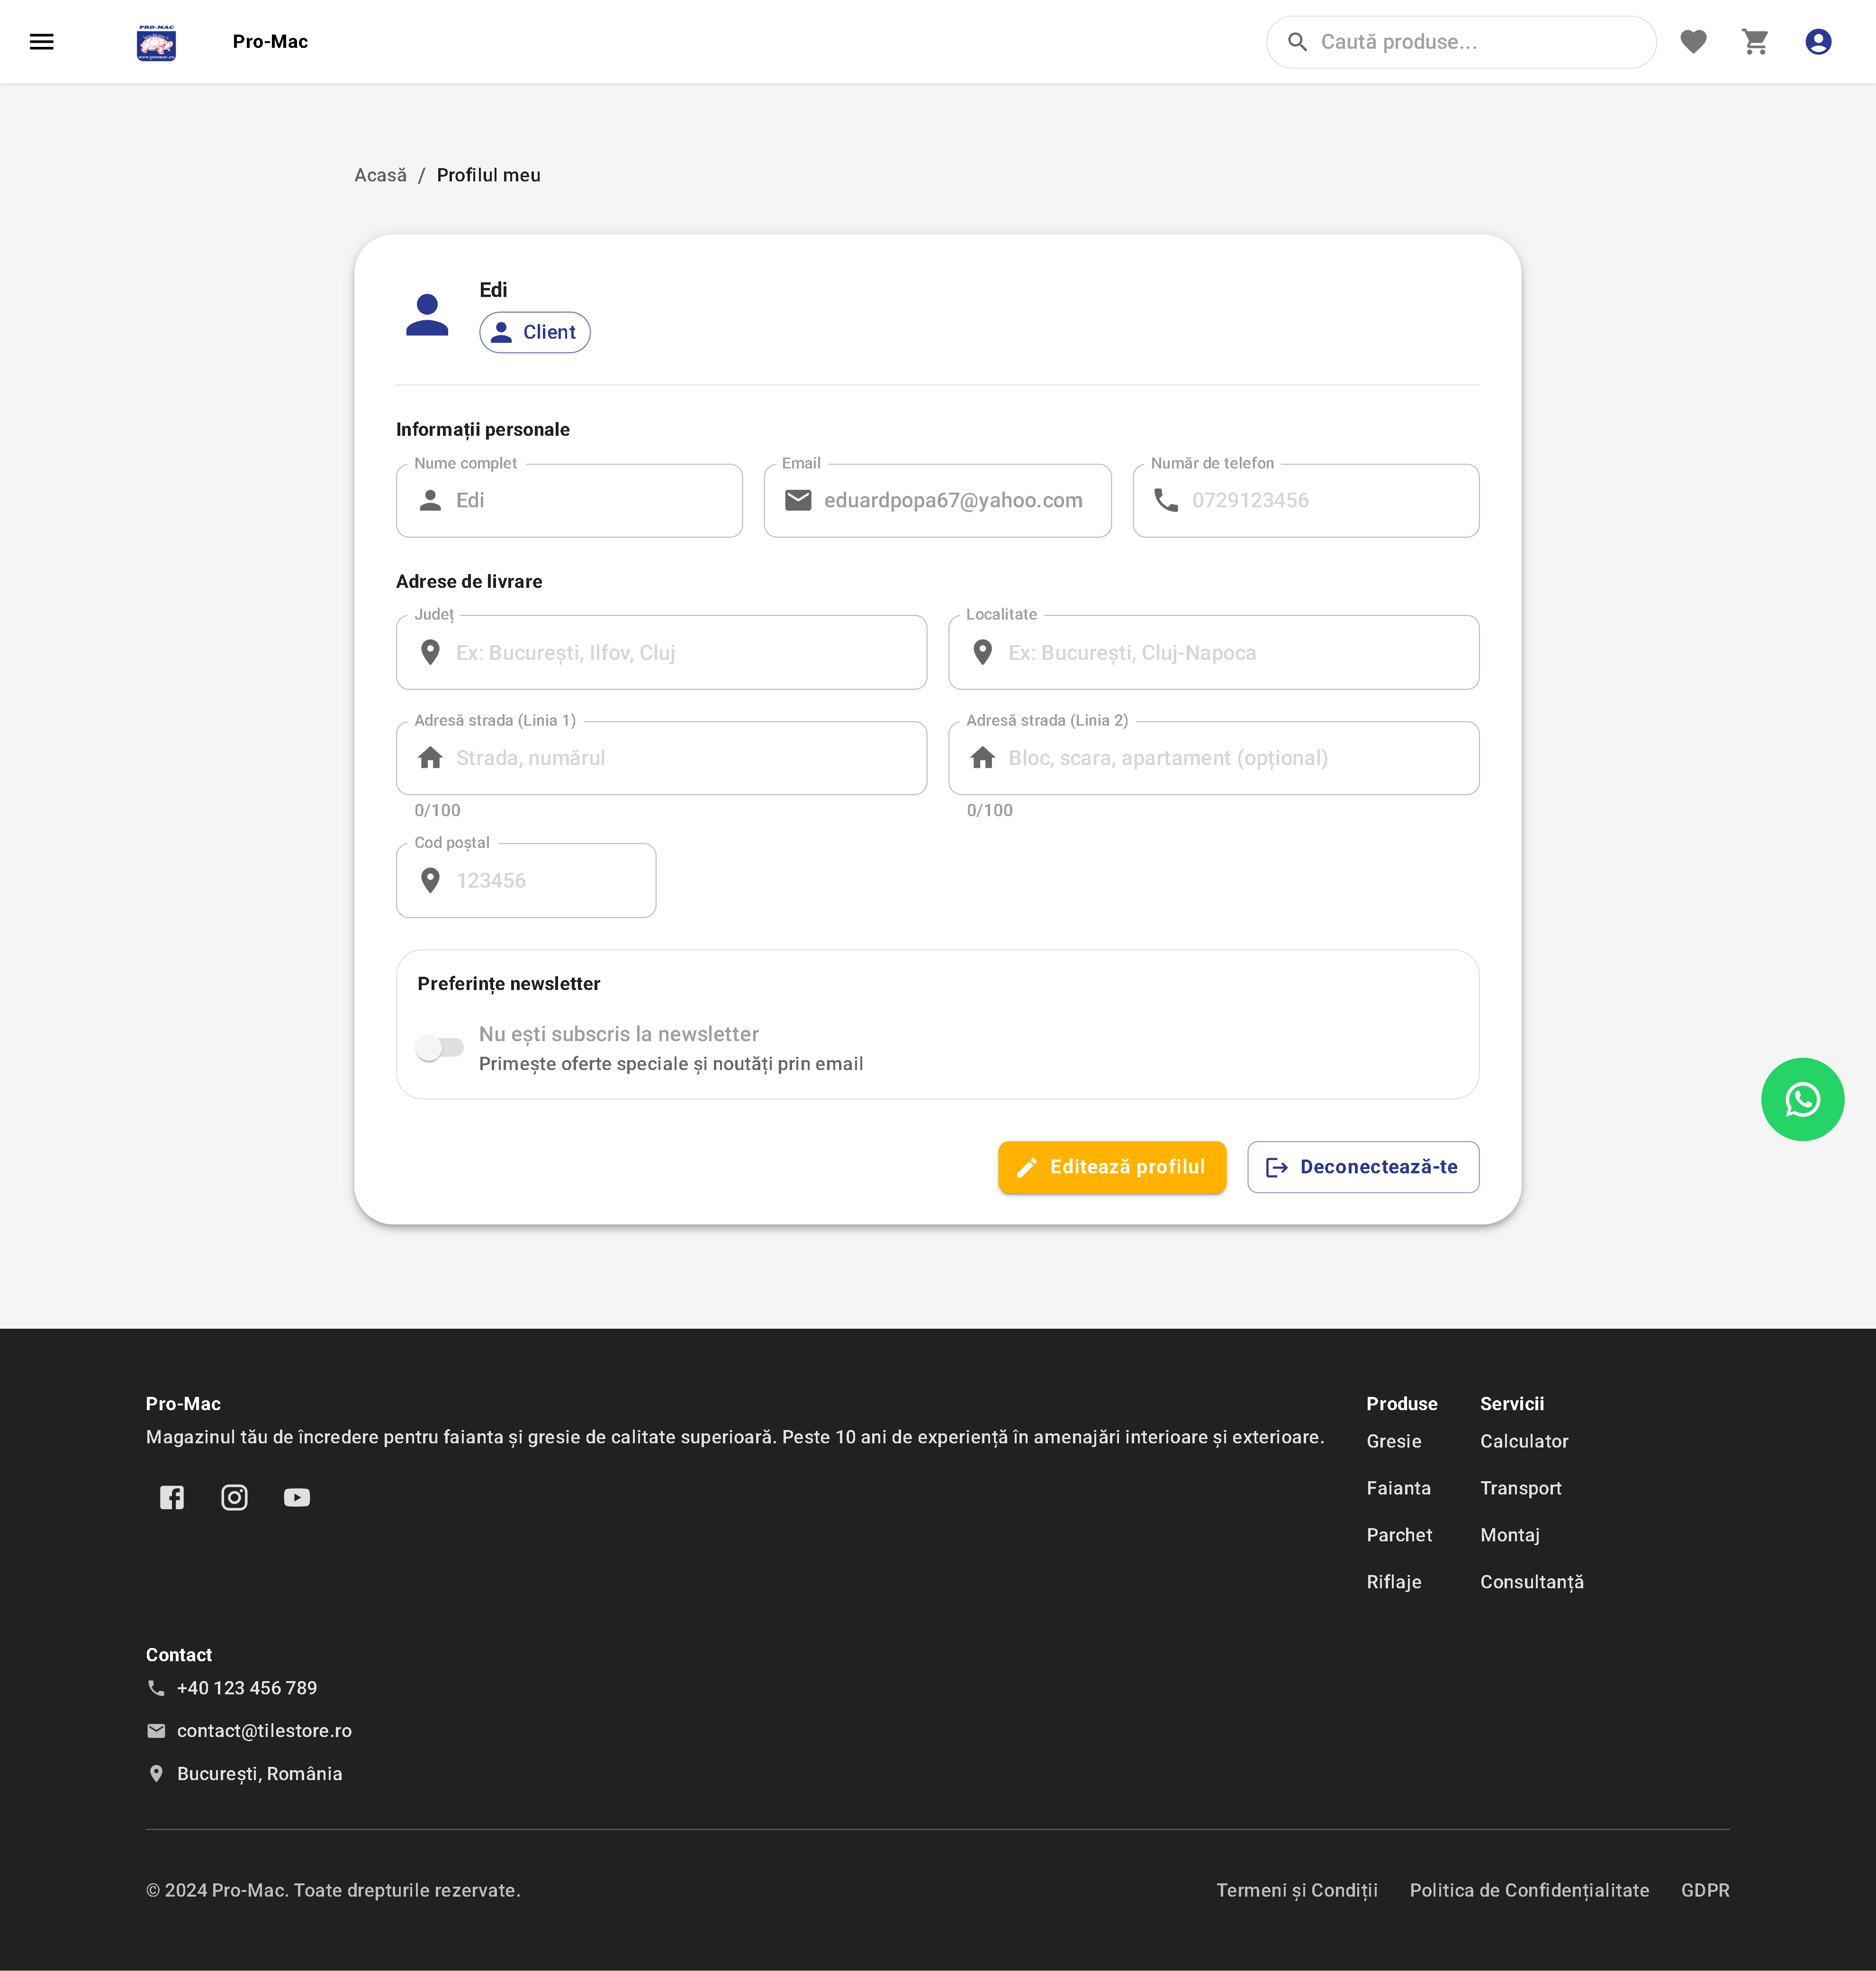 PRO-MAC
Pro-Mac
Caută produse...
Acasă / Profilul meu
Edi
Client
Informații personale
Nume complet
Edi
Email
eduardpopa67@yahoo.com
Număr de telefon
0729123456
Adrese de livrare
Județ
Ex: București, Ilfov, Cluj
Localitate
Ex: București, Cluj-Napoca
Adresă strada (Linia 1)
Strada, numărul
0/100
Adresă strada (Linia 2)
Bloc, scara, apartament (opțional)
0/100
Cod poștal
123456
Preferințe newsletter
Nu ești subscris la newsletter
Primește oferte speciale și noutăți prin email
Editează profilul
Deconectează-te
Pro-Mac
Magazinul tău de încredere pentru faianta și gresie de calitate superioară. Peste 10 ani de experiență în amenajări interioare și exterioare.
Produse
Gresie
Faianta
Parchet
Riflaje
Servicii
Calculator
Transport
Montaj
Consultanță
Contact
+40 123 456 789
contact@tilestore.ro
București, România
© 2024 Pro-Mac. Toate drepturile rezervate.
Termeni și Condiții
Politica de Confidențialitate
GDPR